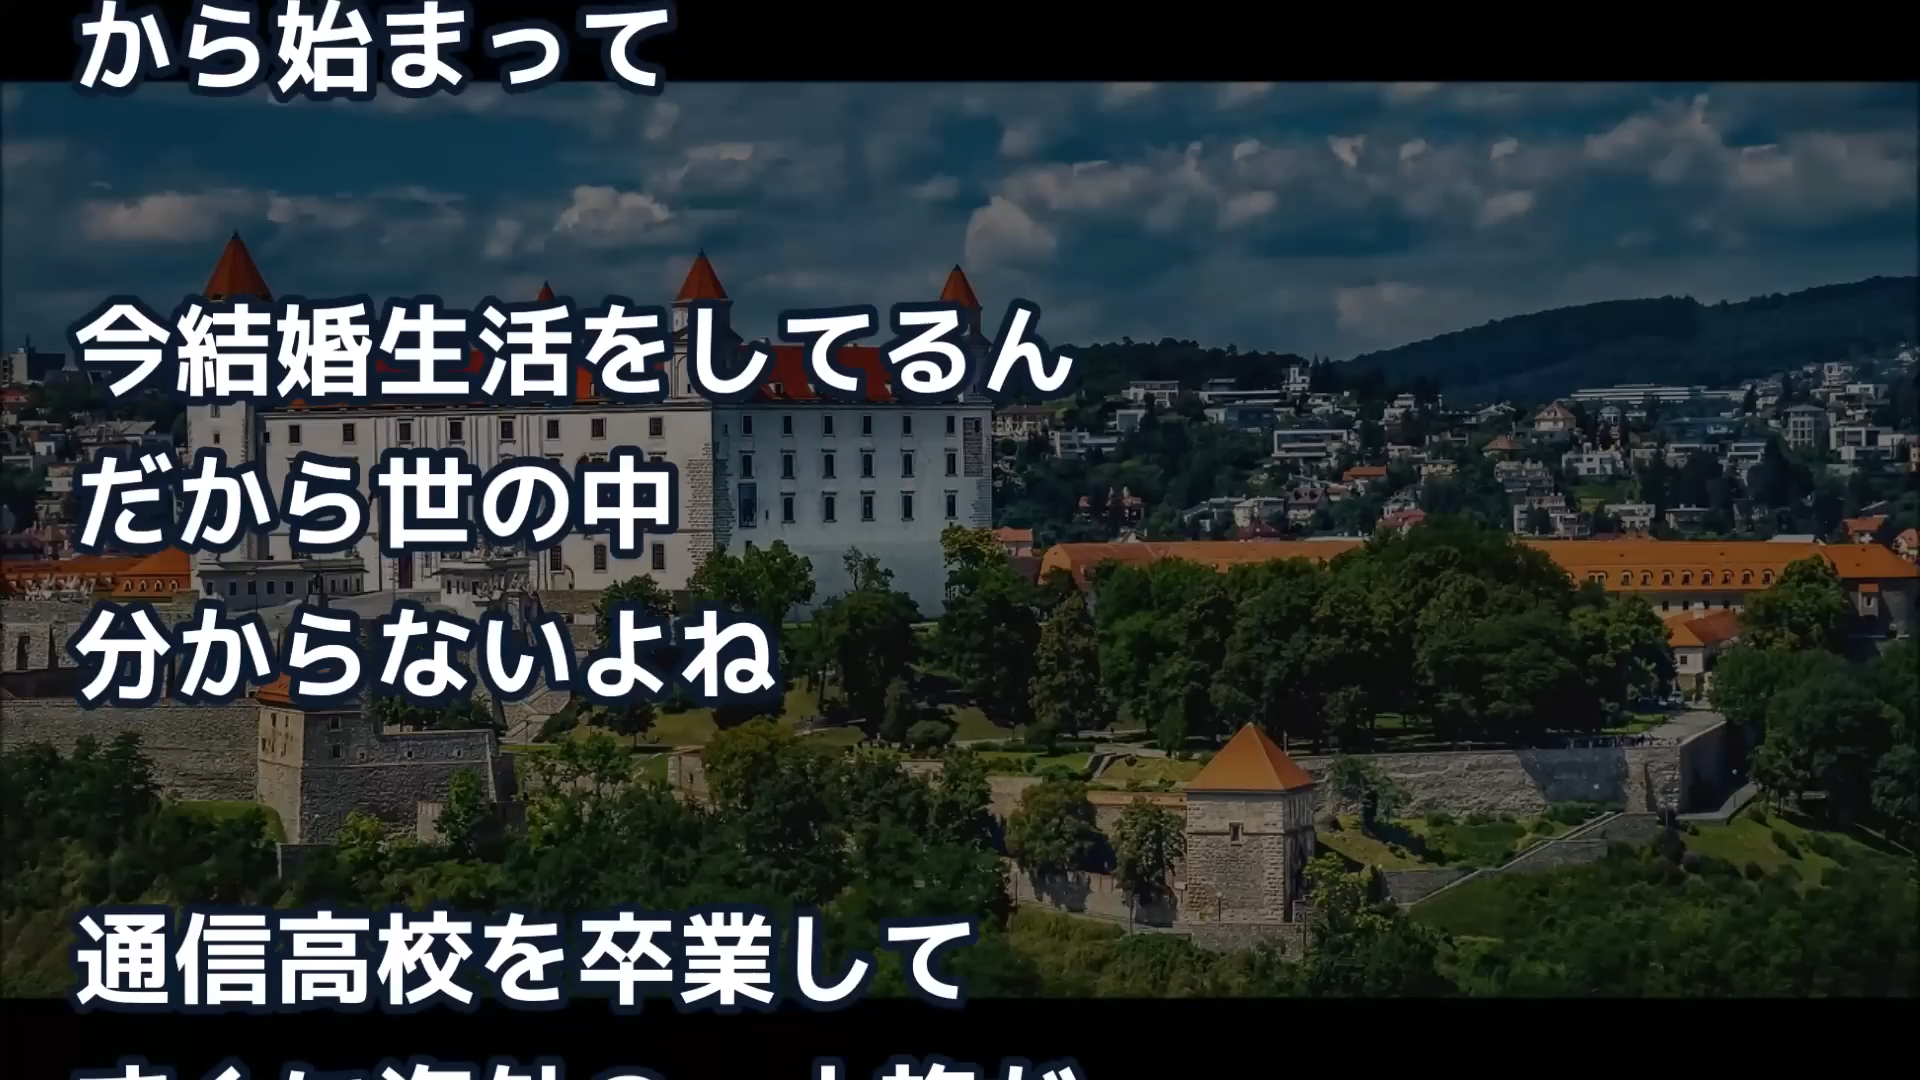 から始まって
今結婚生活をしてるん
だから世の中
分からないよね
通信高校を卒業して